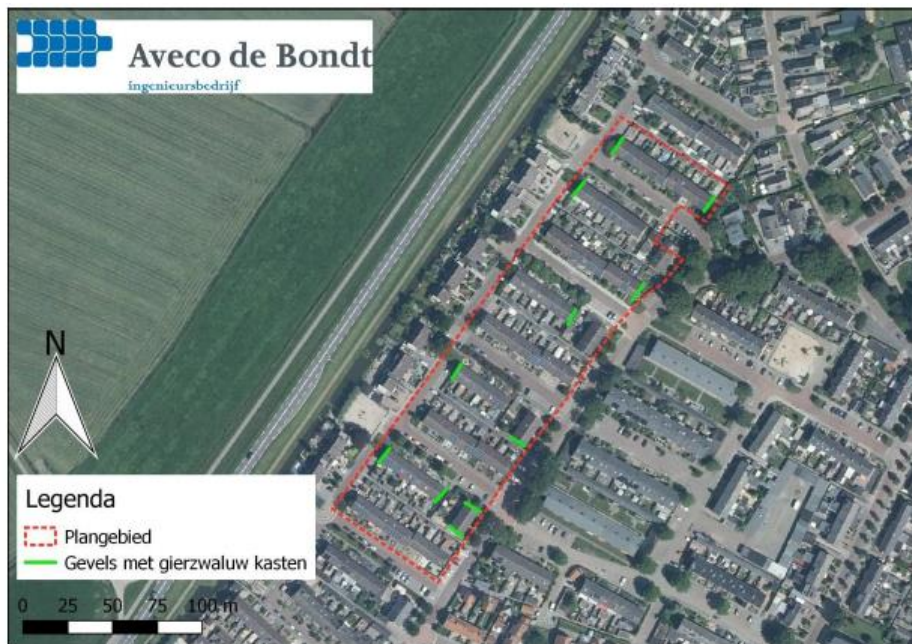 Aveco de Bondt
ingenieursbedrijf
N
Legenda
Plangebied
Gevels met gierzwaluw kasten
0 25 50 75 100 m